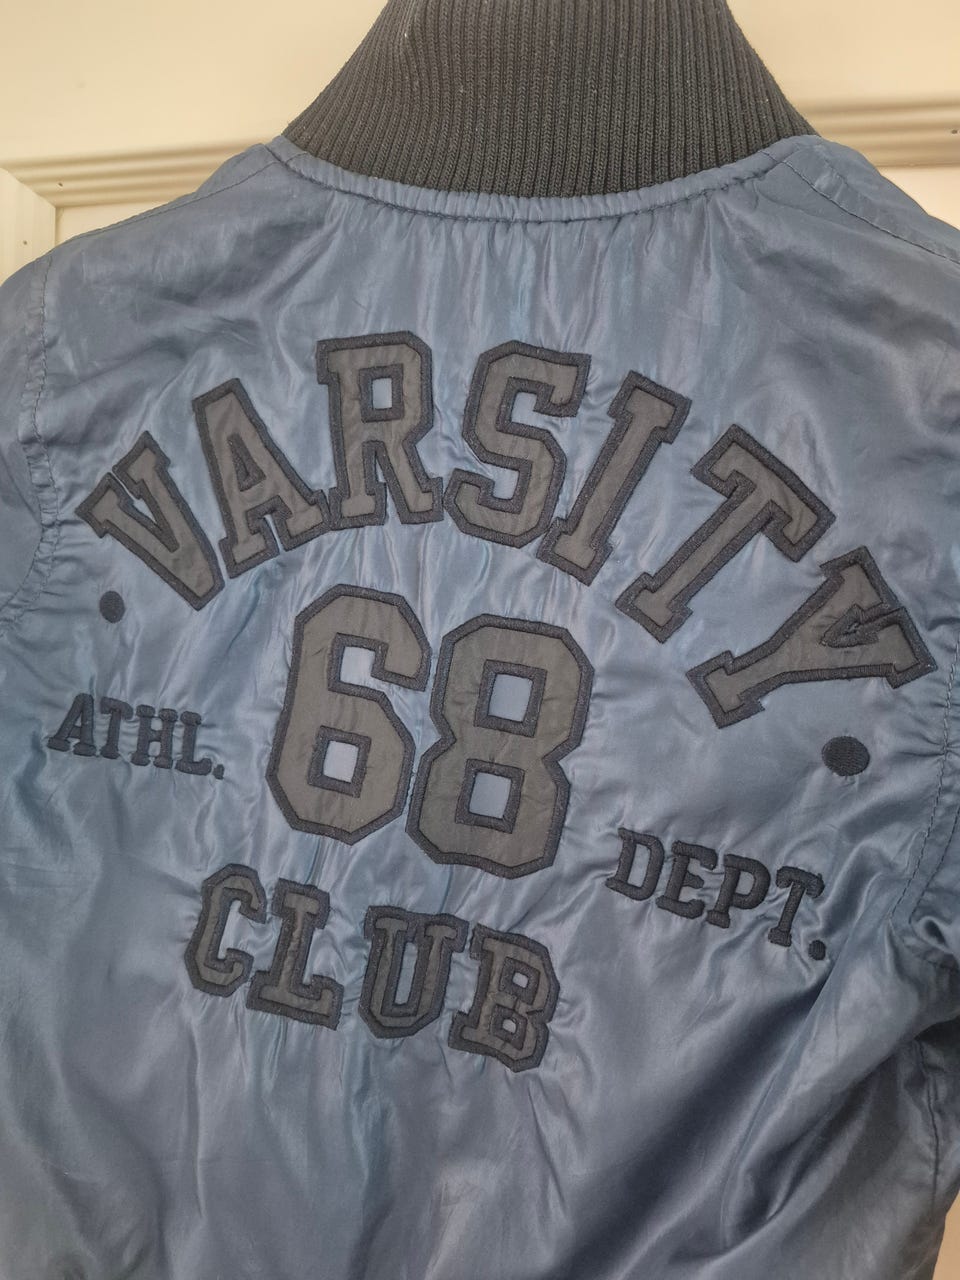 VARSITY
68
ATHL.
DEPT.
CLUB